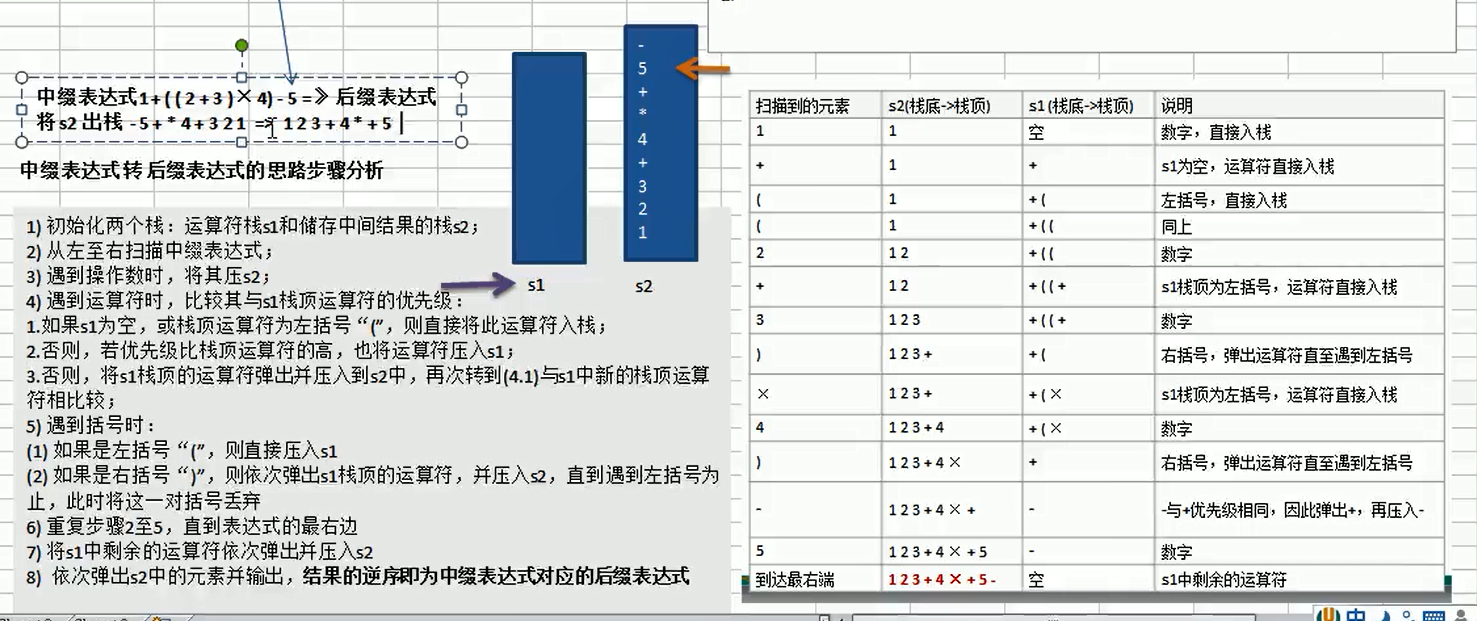 中缀表达式1+((2+3)×4)-5=》后缀表达式
将s2出栈 -5+*4+321 => 123+4*+5
中缀表达式转 后缀表达式的思路步骤分析
1) 初始化两个栈：运算符栈s1和储存中间结果的栈s2；
2) 从左至右扫描中缀表达式；
3) 遇到操作数时，将其压s2；
4) 遇到运算符时，比较其与s1栈顶运算符的优先级：
1.如果s1为空，或栈顶运算符为左括号“(”，则直接将此运算符入栈；
2.否则，若优先级比栈顶运算符的高，也将运算符压入s1；
3.否则，将s1栈顶的运算符弹出并压入到s2中，再次转到(4.1)与s1中新的栈顶运算
符相比较；
5) 遇到括号时：
(1) 如果是左括号“(”，则直接压入s1
(2) 如果是右括号“)”，则依次弹出s1栈顶的运算符，并压入s2，直到遇到左括号为
止，此时将这一对括号丢弃
6) 重复步骤2至5，直到表达式的最右边
7) 将s1中剩余的运算符依次弹出并压入s2
8) 依次弹出s2中的元素并输出，结果的逆序即为中缀表达式对应的后缀表达式
s1
-
5
+
*
4
+
3
2
1
s2
扫描到的元素 s2(栈底->栈顶) s1 (栈底->栈顶) 说明
1 1 空 数字，直接入栈
+ 1 + s1为空，运算符直接入栈
( 1 + ( 左括号，直接入栈
( 1 + ( ( 同上
2 1 2 + ( ( 数字
+ 1 2 + ( ( + s1栈顶为左括号，运算符直接入栈
3 1 2 3 + ( ( + 数字
) 1 2 3 + + ( 右括号，弹出运算符直至遇到左括号
× 1 2 3 + + ( × s1栈顶为左括号，运算符直接入栈
4 1 2 3 + 4 + ( × 数字
) 1 2 3 + 4 × + 右括号，弹出运算符直至遇到左括号
- 1 2 3 + 4 × + - -与+优先级相同，因此弹出+，再压入-
5 1 2 3 + 4 × + 5 - 数字
到达最右端 1 2 3 + 4 × + 5 - 空 s1中剩余的运算符
中